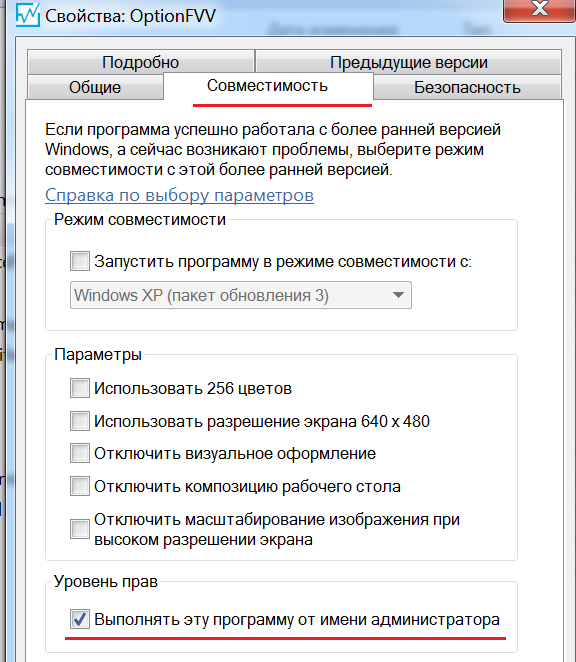 Свойства: OptionFVV
Дата изменения Тип
Подробно Предыдущие версии
Общие Совместимость Безопасность
Если программа успешно работала с более ранней версией
Windows, а сейчас возникают проблемы, выберите режим
совместимости с этой более ранней версией.
Справка по выбору параметров
Режим совместимости
Запустить программу в режиме совместимости с:
Windows XP (пакет обновления 3)
Параметры
Использовать 256 цветов
Использовать разрешение экрана 640 x 480
Отключить визуальное оформление
Отключить композицию рабочего стола
Отключить масштабирование изображения при
высоком разрешении экрана
Уровень прав
Выполнять эту программу от имени администратора